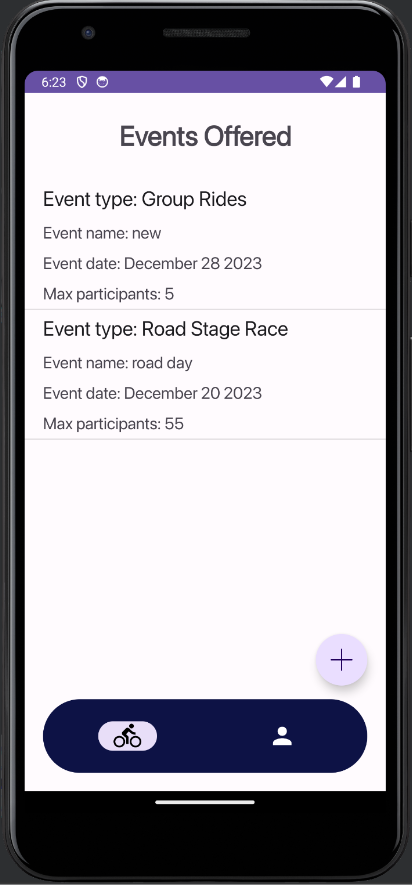 6:23
Events Offered
Event type: Group Rides
Event name: new
Event date: December 28 2023
Max participants: 5
Event type: Road Stage Race
Event name: road day
Event date: December 20 2023
Max participants: 55